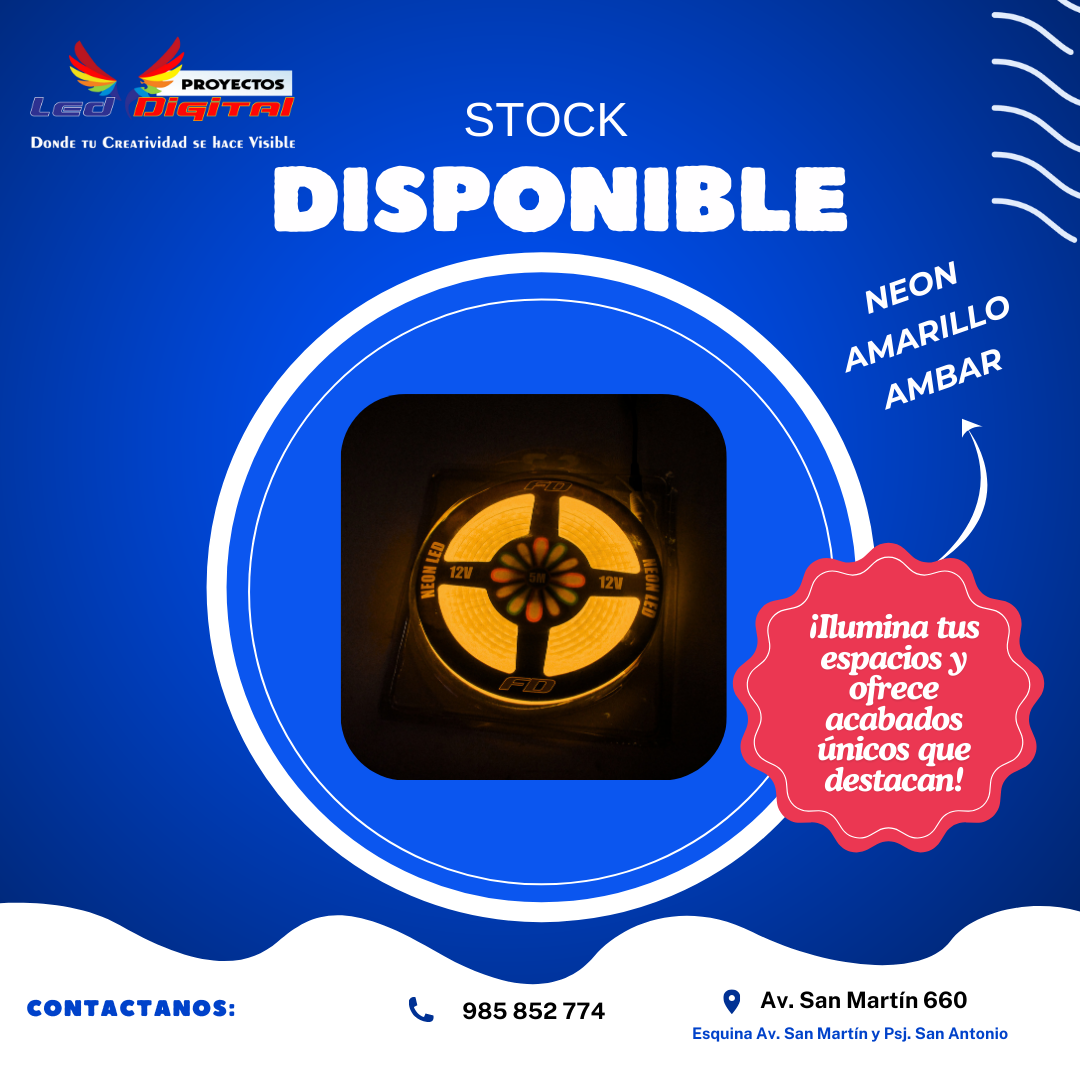 PROYECTOS
Led Digital
Donde tu Creatividad se hace Visible
STOCK
DISPONIBLE
NEON
AMARILLO
AMBAR
FD
NEON LED
12V
5M
12V
NEON LED
FD
¡Ilumina tus
espacios y
ofrece
acabados
únicos que
destacan!
CONTACTANOS:
985 852 774
Av. San Martín 660
Esquina Av. San Martín y Psj. San Antonio